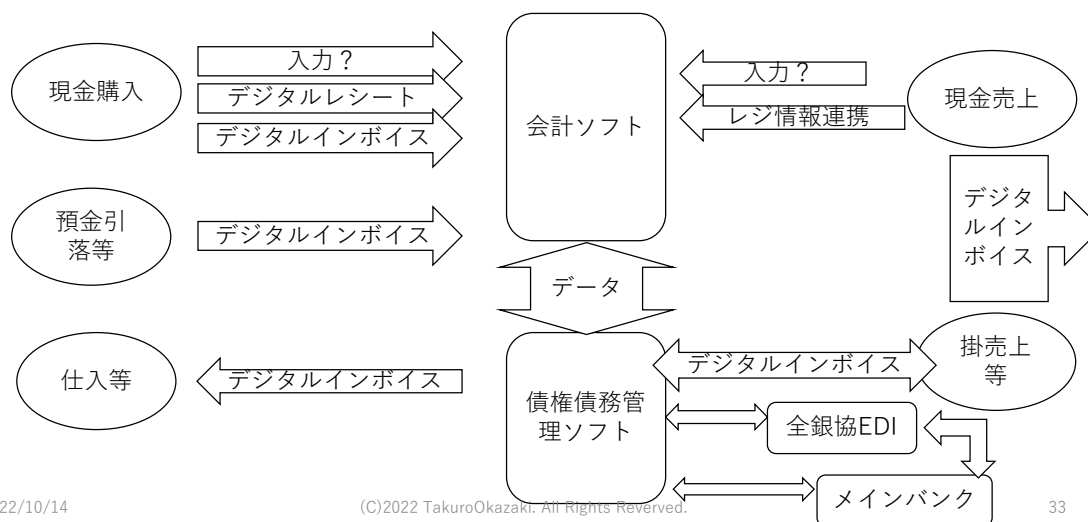 現金購入
入力？
デジタルレシート
デジタルインボイス
会計ソフト
入力？
レジ情報連携
現金売上
預金引
落等
デジタルインボイス
デジタ
ルイン
ボイス
データ
仕入等
デジタルインボイス
債権債務管
理ソフト
デジタルインボイス
掛売上
等
全銀協EDI
メインバンク
22/10/14
(C)2022 TakuroOkazaki. All Rights Reverved.
33